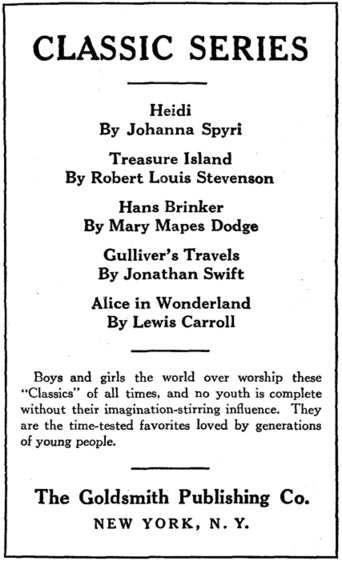 CLASSIC SERIES
Heidi
By Johanna Spyri
Treasure Island
By Robert Louis Stevenson
Hans Brinker
By Mary Mapes Dodge
Gulliver's Travels
By Jonathan Swift
Alice in Wonderland
By Lewis Carroll
Boys and girls the world over worship these
"Classics" of all times, and no youth is complete
without their imagination-stirring influence. They
are the time-tested favorites loved by generations
of young people.
The Goldsmith Publishing Co.
NEW YORK, N. Y.